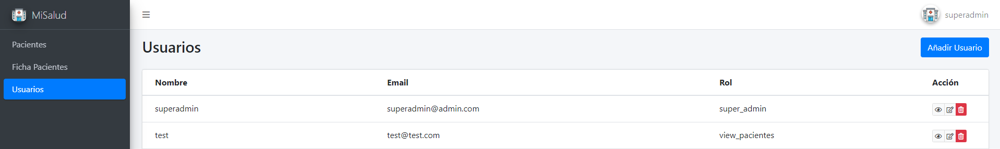 MiSalud
superadmin
Pacientes
Ficha Pacientes
Usuarios
Usuarios
Añadir Usuario
Nombre Email Rol Acción
superadmin superadmin@admin.com super_admin
test test@test.com view_pacientes